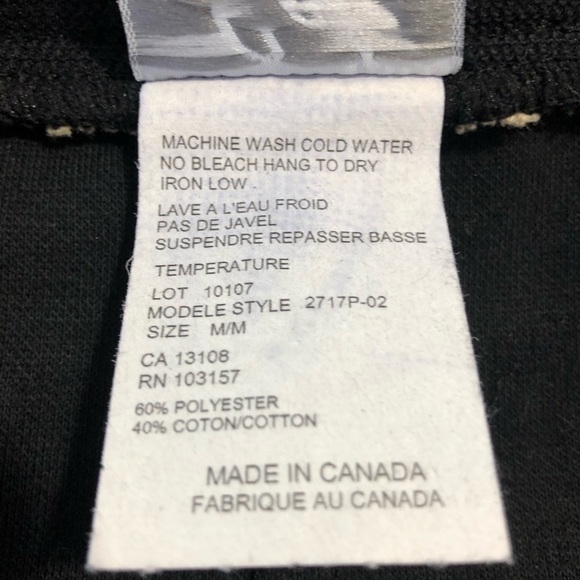 MACHINE WASH COLD WATER
NO BLEACH HANG TO DRY
IRON LOW
LAVE A L'EAU FROID
PAS DE JAVEL
SUSPENDRE REPASSER BASSE
TEMPERATURE
LOT 10107
MODELE STYLE 2717P-02
SIZE M/M
CA 13108
RN 103157
60% POLYESTER
40% COTON/COTTON
MADE IN CANADA
FABRIQUE AU CANADA